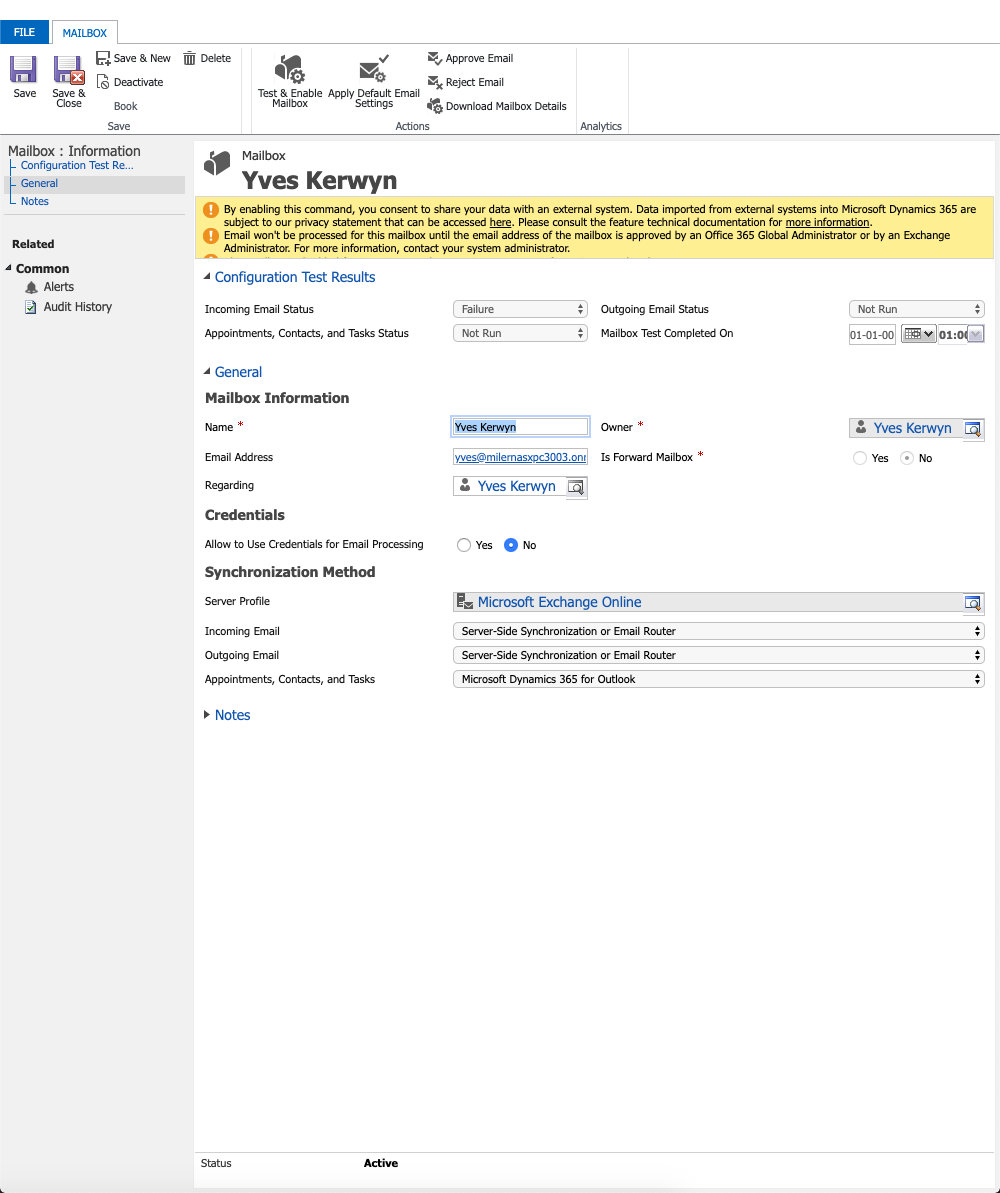 FILE
MAILBOX
Save
Save & Close
Save & New
Deactivate
Book
Delete
Save
Test & Enable Mailbox
Apply Default Email Settings
Approve Email
Reject Email
Download Mailbox Details
Actions
Analytics
Mailbox : Information
Configuration Test Re...
General
Notes
Related
Common
Alerts
Audit History
Mailbox
Yves Kerwyn
By enabling this command, you consent to share your data with an external system. Data imported from external systems into Microsoft Dynamics 365 are
subject to our privacy statement that can be accessed here. Please consult the feature technical documentation for more information.
Email won't be processed for this mailbox until the email address of the mailbox is approved by an Office 365 Global Administrator or by an Exchange
Administrator. For more information, contact your system administrator.
Configuration Test Results
Incoming Email Status Failure Outgoing Email Status Not Run
Appointments, Contacts, and Tasks Status Not Run Mailbox Test Completed On 01-01-00 01:00
General
Mailbox Information
Name * Yves Kerwyn Owner * Yves Kerwyn
Email Address yves@milernasxpc3003.onr Is Forward Mailbox * Yes No
Regarding Yves Kerwyn
Credentials
Allow to Use Credentials for Email Processing Yes No
Synchronization Method
Server Profile Microsoft Exchange Online
Incoming Email Server-Side Synchronization or Email Router
Outgoing Email Server-Side Synchronization or Email Router
Appointments, Contacts, and Tasks Microsoft Dynamics 365 for Outlook
Notes
Status Active